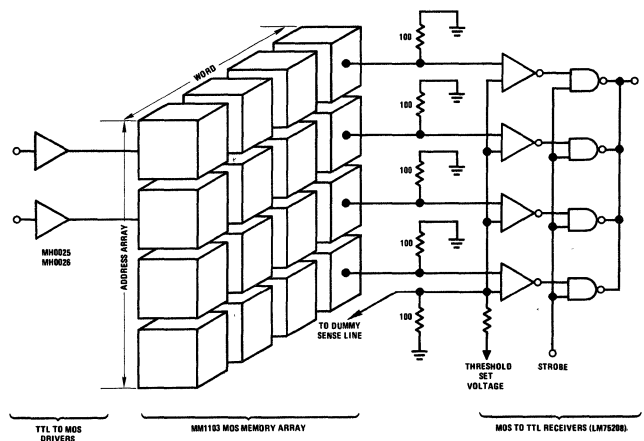 100
WORD
100
100
MH0025
MH0026
ADDRESS ARRAY
100
TO DUMMY
SENSE LINE
100
THRESHOLD
SET
VOLTAGE
STROBE
TTL TO MOS
DRIVERS
MM1103 MOS MEMORY ARRAY
MOS TO TTL RECEIVERS (LM75208)